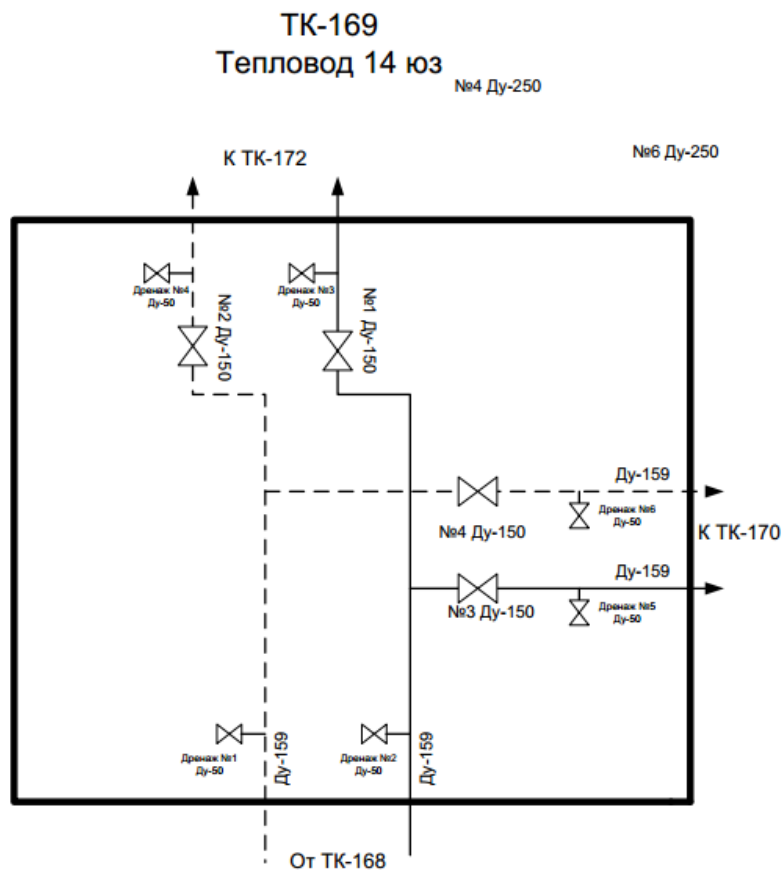 ТК-169
Тепловод 14 юз
№4 Ду-250
№6 Ду-250
К ТК-172
Дренаж №4
Ду-50
Дренаж №3
Ду-50
№2 Ду-150
№1 Ду-150
Ду-159
№4 Ду-150
Дренаж №6
Ду-50
К ТК-170
Ду-159
№3 Ду-150
Дренаж №5
Ду-50
Дренаж №1
Ду-50
Ду-159
Дренаж №2
Ду-50
Ду-159
От ТК-168